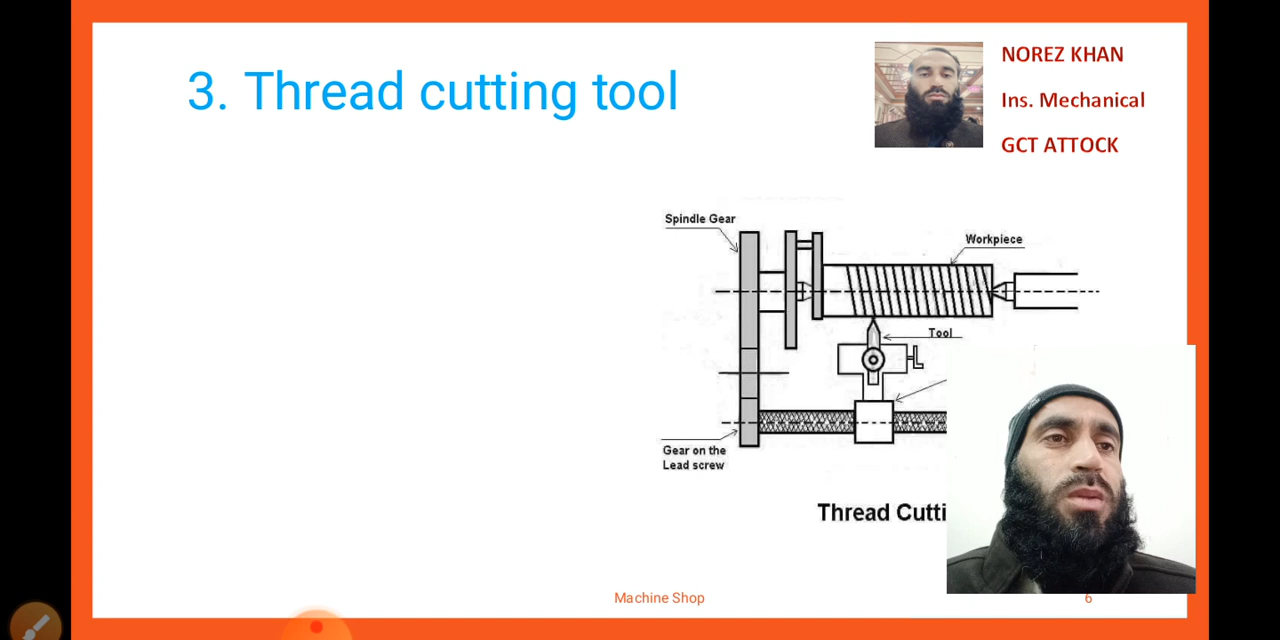 3. Thread cutting tool
NOREZ KHAN
Ins. Mechanical
GCT ATTOCK
Spindle Gear
Workpiece
Tool
Gear on the
Lead screw
Thread Cutti
Machine Shop
6